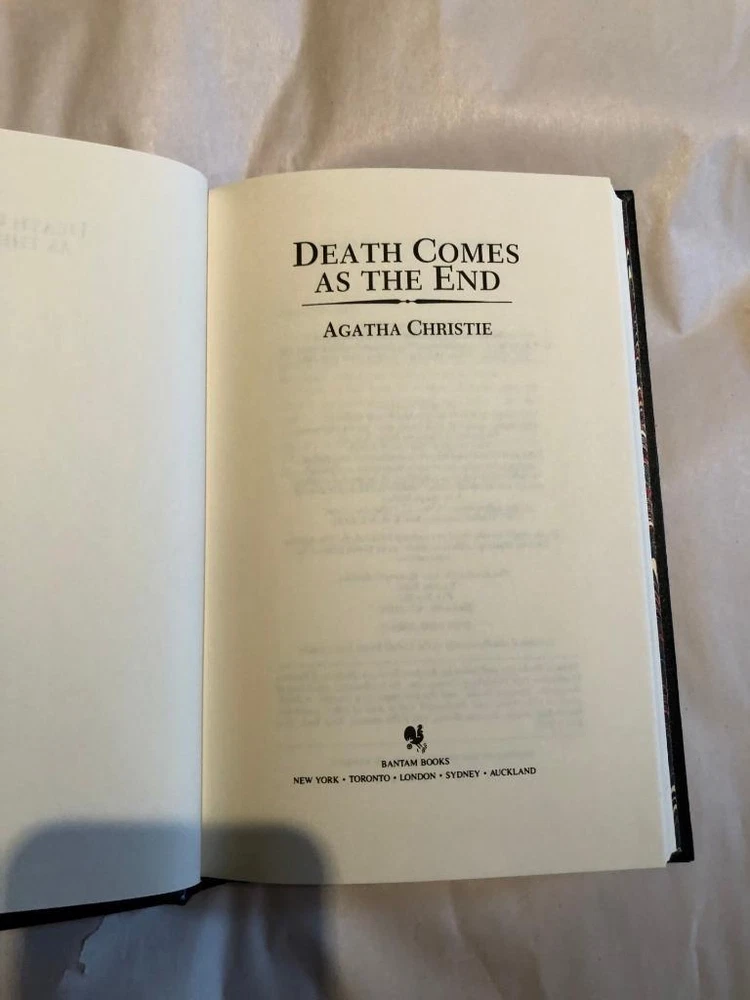 DEATH COMES
AS THE END
AGATHA CHRISTIE
BANTAM BOOKS
NEW YORK • TORONTO • LONDON • SYDNEY • AUCKLAND